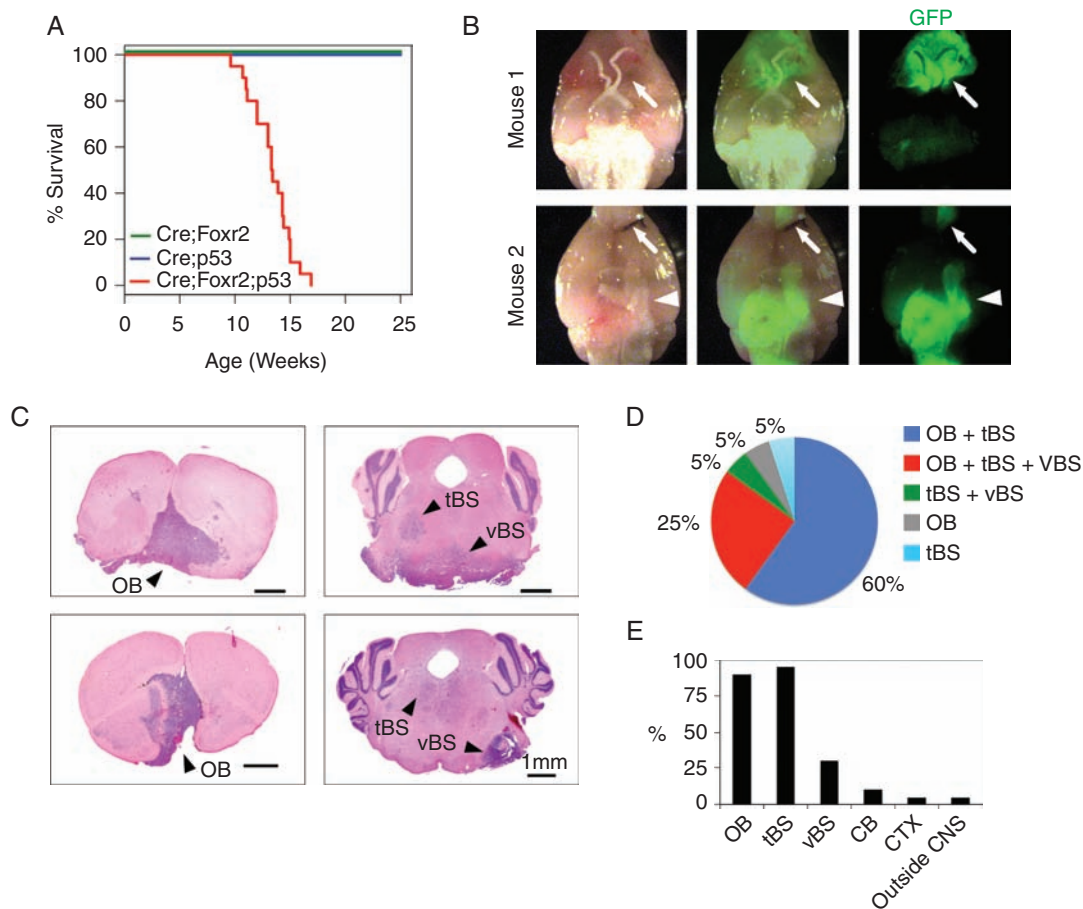 A
100
80
60
40
20
0
% Survival
Cre;Foxr2
Cre;p53
Cre;Foxr2;p53
0 5 10 15 20 25
Age (Weeks)
B
GFP
Mouse 1
Mouse 2
C
OB
tBS
vBS
OB
tBS
vBS
1mm
D
5%
5%
5%
25%
60%
OB + tBS
OB + tBS + VBS
tBS + vBS
OB
tBS
E
100
75
50
25
0
%
OB
tBS
vBS
CB
CTX
Outside CNS